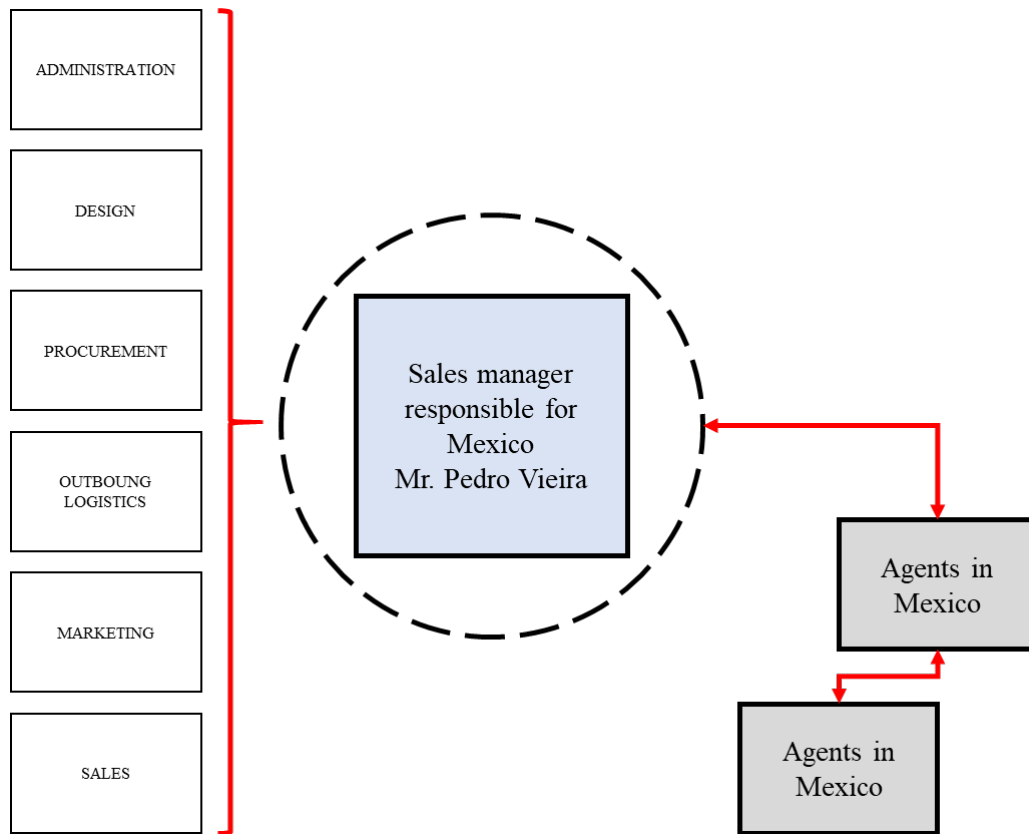 ADMINISTRATION
DESIGN
PROCUREMENT
OUTBOUNG
LOGISTICS
MARKETING
SALES
Sales manager
responsible for
Mexico
Mr. Pedro Vieira
Agents in
Mexico
Agents in
Mexico